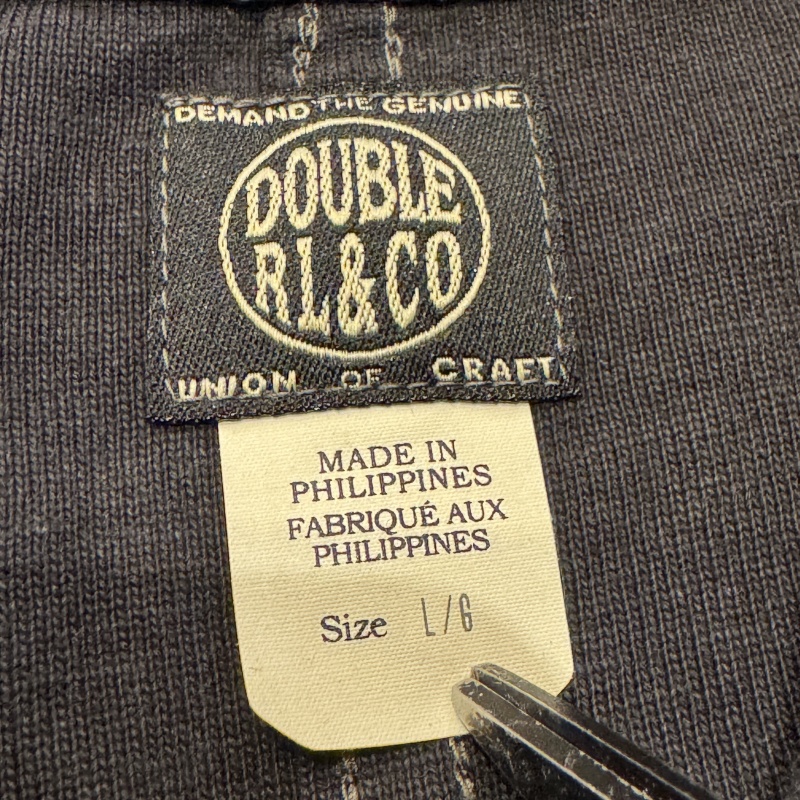 DEMAND THE GENUINE
DOUBLE
RL&CO
UNION OF CRAFT
MADE IN
PHILIPPINES
FABRIQUÉ AUX
PHILIPPINES
Size L/G